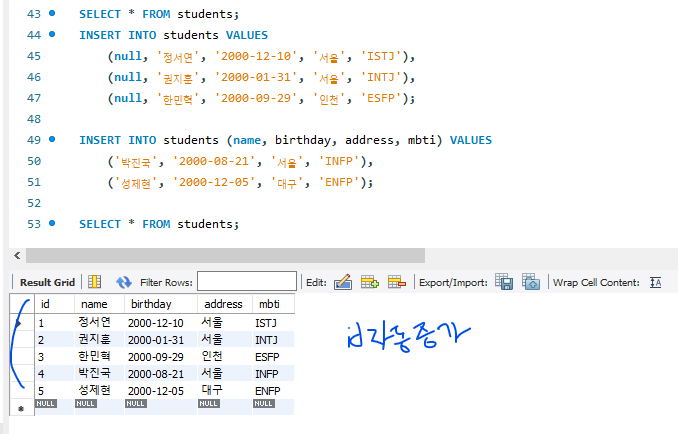 43 SELECT * FROM students;
44 INSERT INTO students VALUES
45 (null, '정서연', '2000-12-10', '서울', 'ISTJ'),
46 (null, '권지훈', '2000-01-31', '서울', 'INTJ'),
47 (null, '한민혁', '2000-09-29', '인천', 'ESFP');
48
49 INSERT INTO students (name, birthday, address, mbti) VALUES
50 ('박진국', '2000-08-21', '서울', 'INFP'),
51 ('성제현', '2000-12-05', '대구', 'ENFP');
52
53 SELECT * FROM students;
Result Grid Filter Rows: Edit: Export/Import: Wrap Cell Content: IA
id name birthday address mbti
1 정서연 2000-12-10 서울 ISTJ
2 권지훈 2000-01-31 서울 INTJ
3 한민혁 2000-09-29 인천 ESFP
4 박진국 2000-08-21 서울 INFP
5 성제현 2000-12-05 대구 ENFP
NULL NULL NULL NULL NULL
id 자동증가